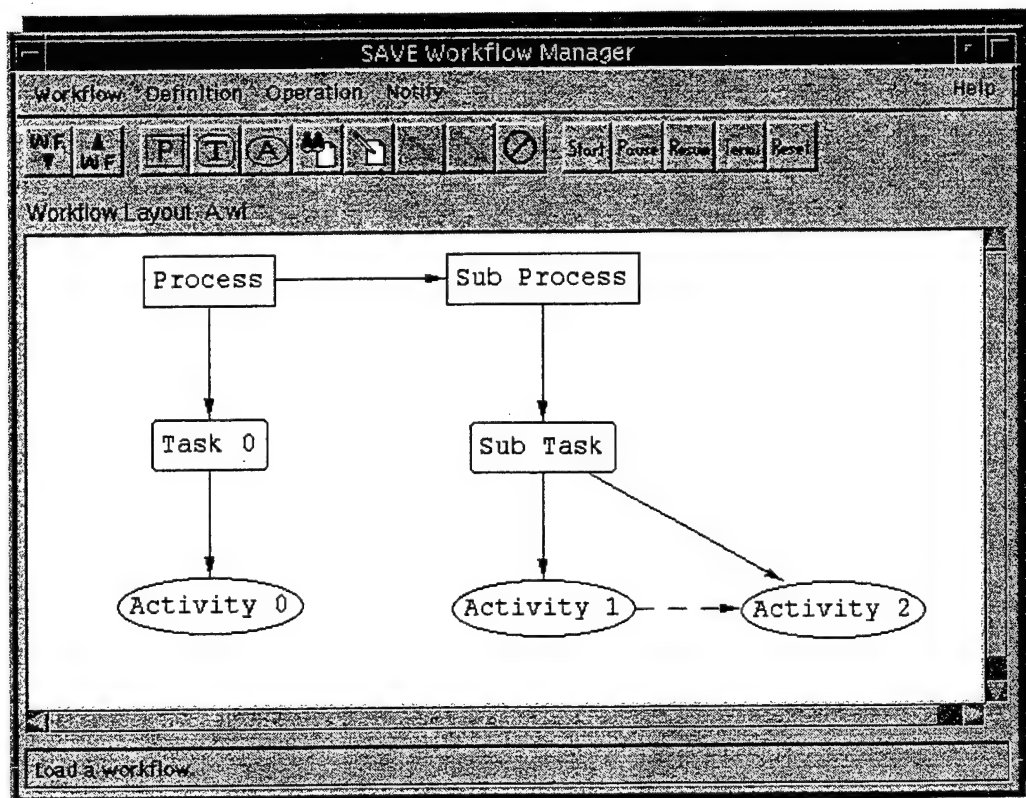 SAVE Workflow Manager
Workflow Definition Operation Notify Help
W.F. W.F. P T A Start Pause Resum Term Reset
Workflow Layout: A.wf
Process Sub Process
Task 0 Sub Task
Activity 0 Activity 1 Activity 2
Load a workflow.